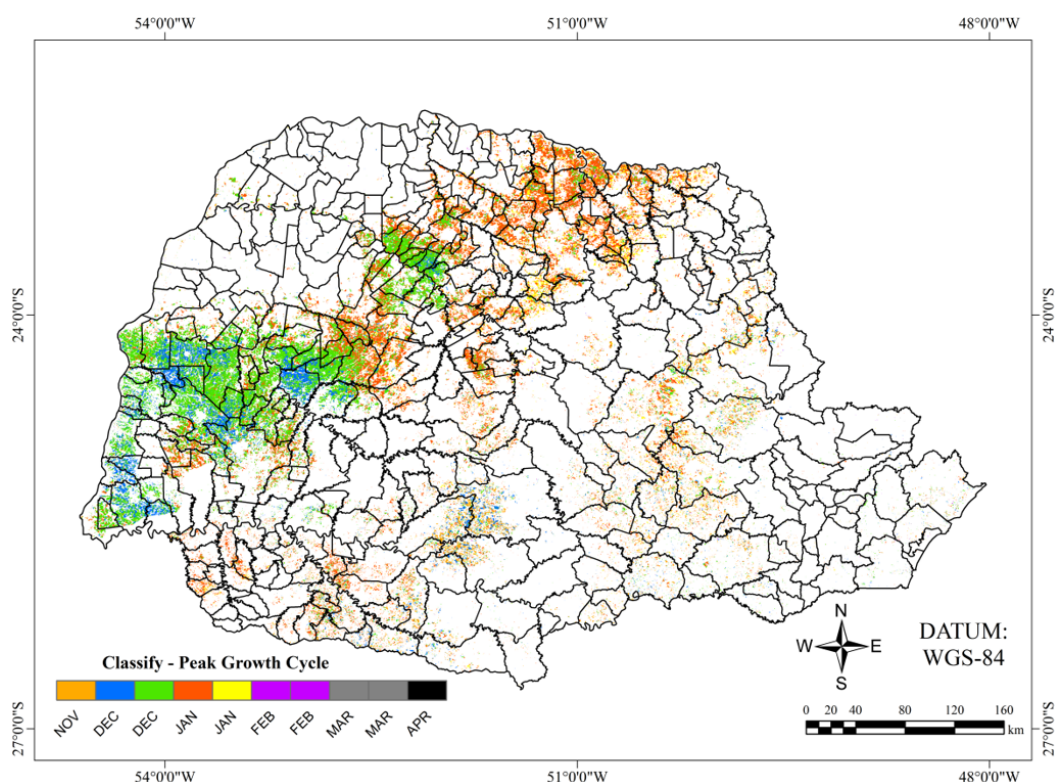 54°0'0"W 51°0'0"W 48°0'0"W
24°0'0"S
24°0'0"S
N
W E
S
DATUM:
WGS-84
Classify - Peak Growth Cycle
NOV DEC DEC JAN JAN FEB FEB MAR MAR APR
0 20 40 80 120 160
km
27°0'0"S
27°0'0"S
54°0'0"W 51°0'0"W 48°0'0"W